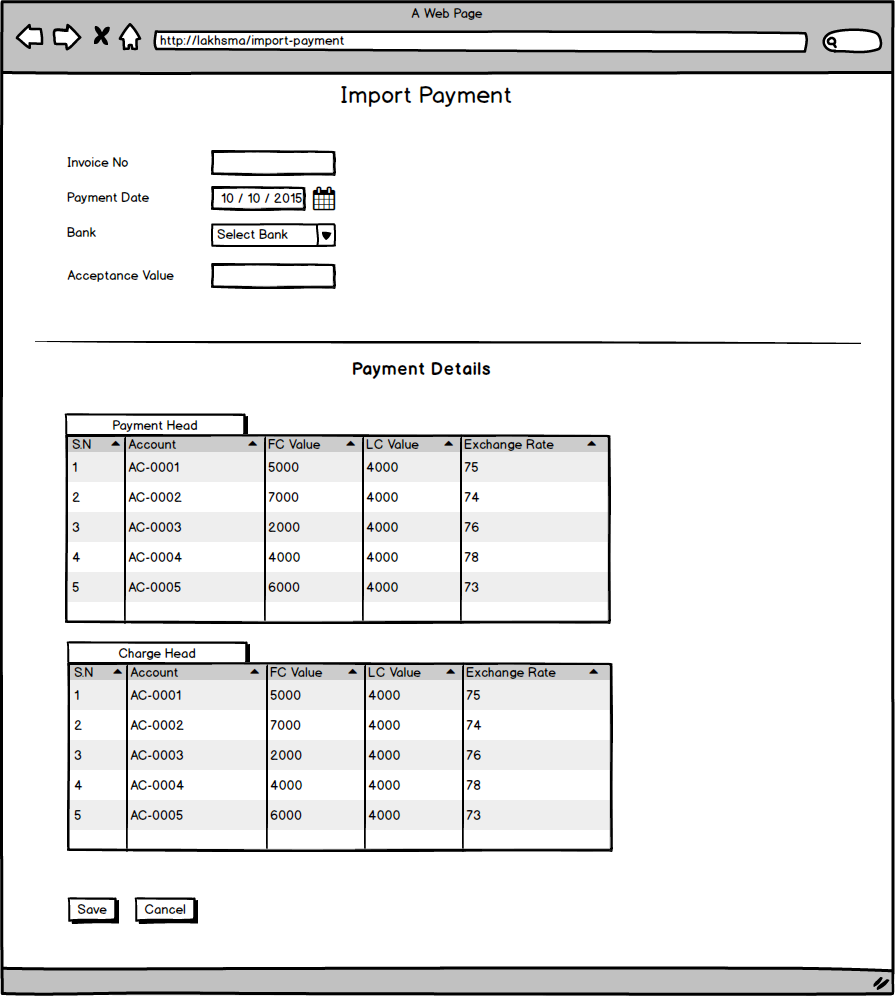 A Web Page
http://lakhsma/import-payment
Import Payment
Invoice No
Payment Date 10 / 10 / 2015
Bank Select Bank
Acceptance Value
Payment Details
Payment Head
S.N Account FC Value LC Value Exchange Rate
1 AC-0001 5000 4000 75
2 AC-0002 7000 4000 74
3 AC-0003 2000 4000 76
4 AC-0004 4000 4000 78
5 AC-0005 6000 4000 73
Charge Head
S.N Account FC Value LC Value Exchange Rate
1 AC-0001 5000 4000 75
2 AC-0002 7000 4000 74
3 AC-0003 2000 4000 76
4 AC-0004 4000 4000 78
5 AC-0005 6000 4000 73
Save Cancel